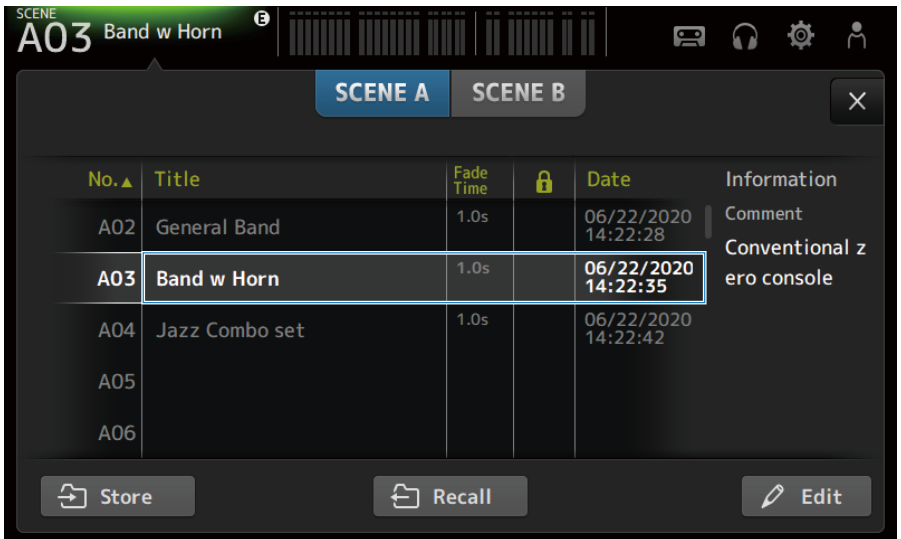 SCENE
A03 Band w Horn E
SCENE A SCENE B
No. Title Fade Time Date
A02 General Band 1.0s 06/22/2020 14:22:28
A03 Band w Horn 1.0s 06/22/2020 14:22:35
A04 Jazz Combo set 1.0s 06/22/2020 14:22:42
A05
A06
Information
Comment
Conventional z
ero console
Store Recall Edit